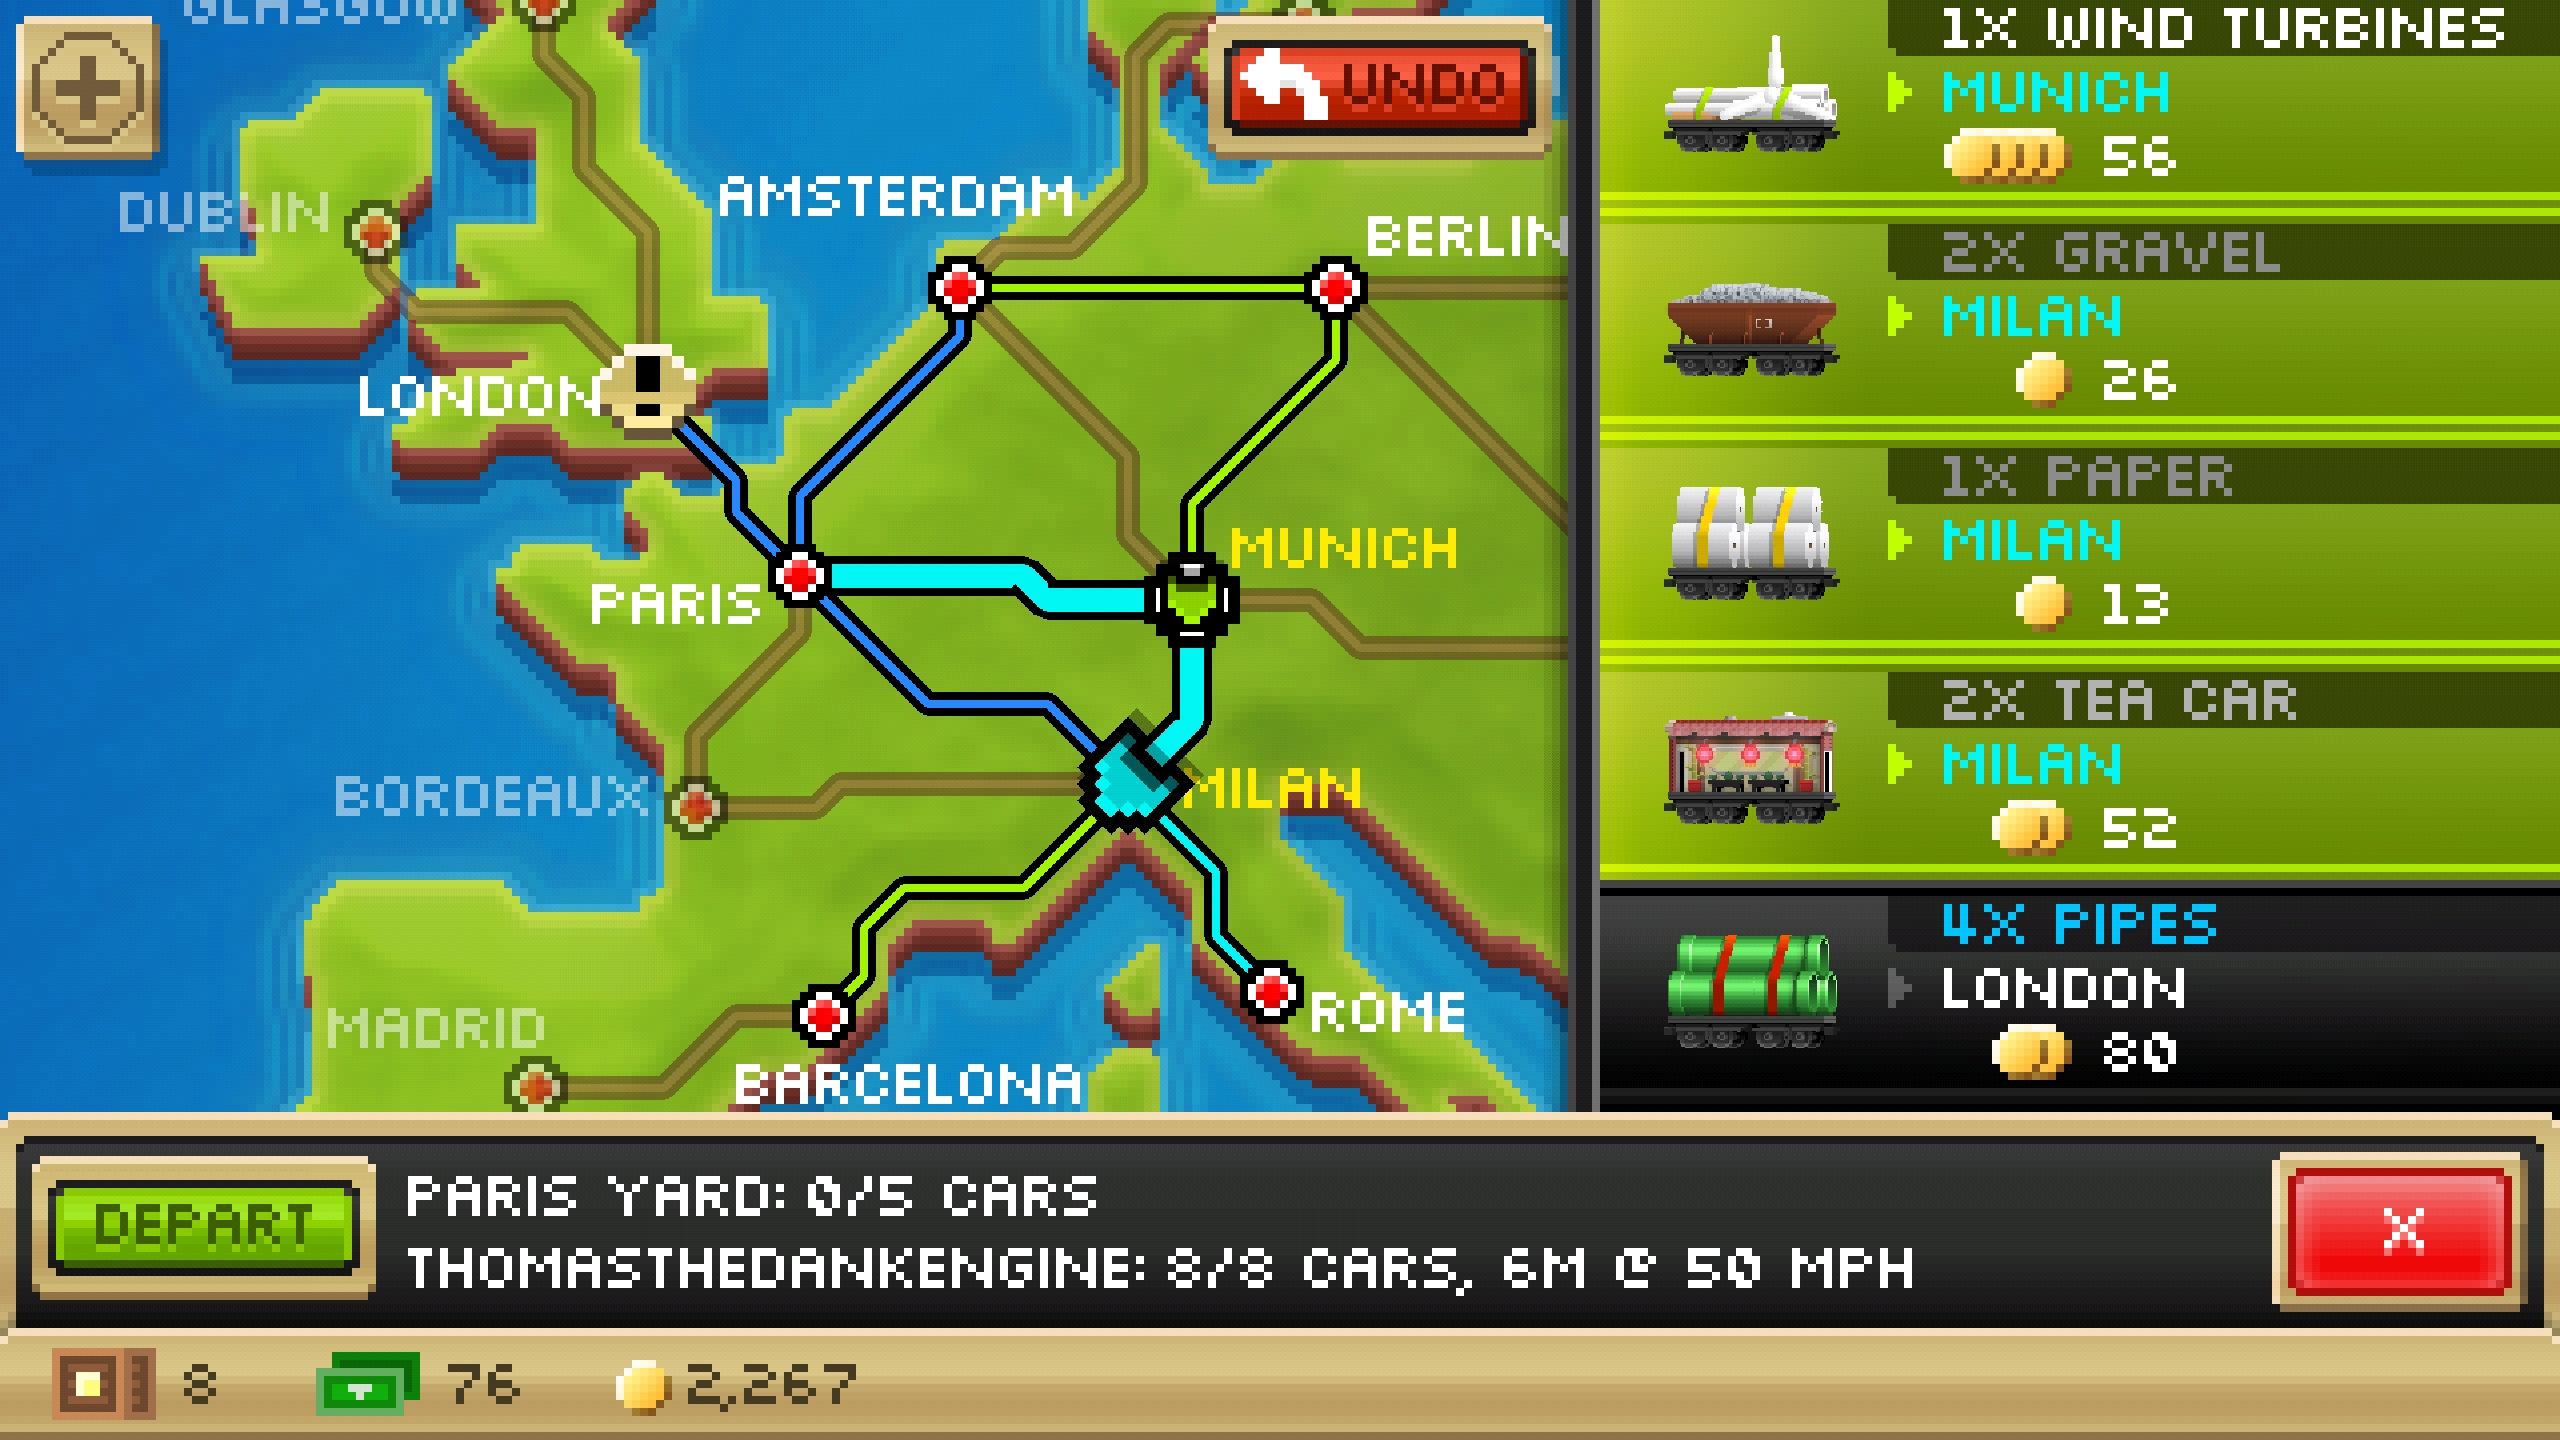 GLASGOW
UNDO
DUBLIN
AMSTERDAM
BERLIN
LONDON
!
MUNICH
PARIS
BORDEAUX
MILAN
MADRID
ROME
BARCELONA
1X WIND TURBINES
MUNICH
56
2X GRAVEL
MILAN
26
1X PAPER
MILAN
13
2X TEA CAR
MILAN
52
4X PIPES
LONDON
80
DEPART
PARIS YARD: 0/5 CARS
THOMASTHEDANKENGINE: 8/8 CARS, 6M @ 50 MPH
X
8
76
2,267